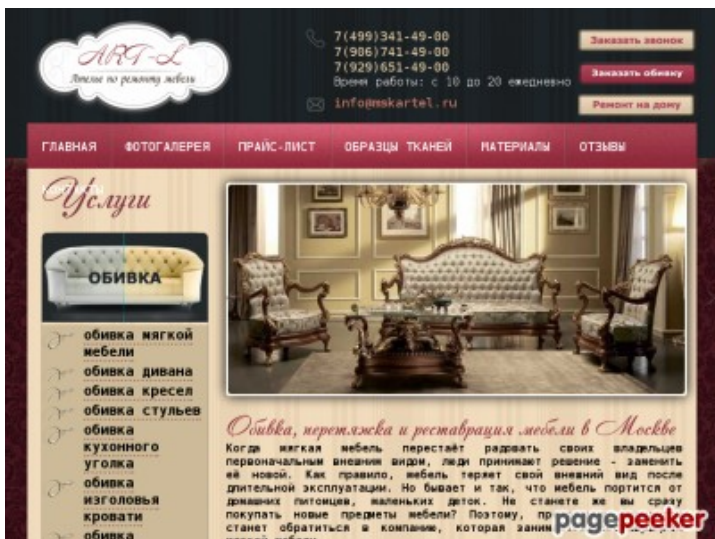 ART-L
Ателье по ремонту мебели
7(499)341-49-00
7(906)741-49-00
7(929)651-49-00
Время работы: с 10 до 20 ежедневно
info@mskartel.ru
Заказать звонок
Заказать обивку
Ремонт на дому
ГЛАВНАЯ ФОТОГАЛЕРЕЯ ПРАЙС-ЛИСТ ОБРАЗЦЫ ТКАНЕЙ МАТЕРИАЛЫ ОТЗЫВЫ
КОНТАКТЫ
Услуги
ОБИВКА
обивка мягкой
мебели
обивка дивана
обивка кресел
обивка стульев
обивка
кухонного
уголка
обивка
изголовья
кровати
обивка
Обивка, перетяжка и реставрация мебели в Москве
Когда мягкая мебель перестаёт радовать своих владельцев
первоначальным внешним видом, люди принимают решение - заменить
её новой. Как правило, мебель теряет свой внешний вид после
длительной эксплуатации. Но бывает и так, что мебель портится от
домашних питомцев, маленьких деток. Не станете же вы сразу
покупать новые предметы мебели? Поэтому,
станет обратиться в компанию, которая
pagepeeker